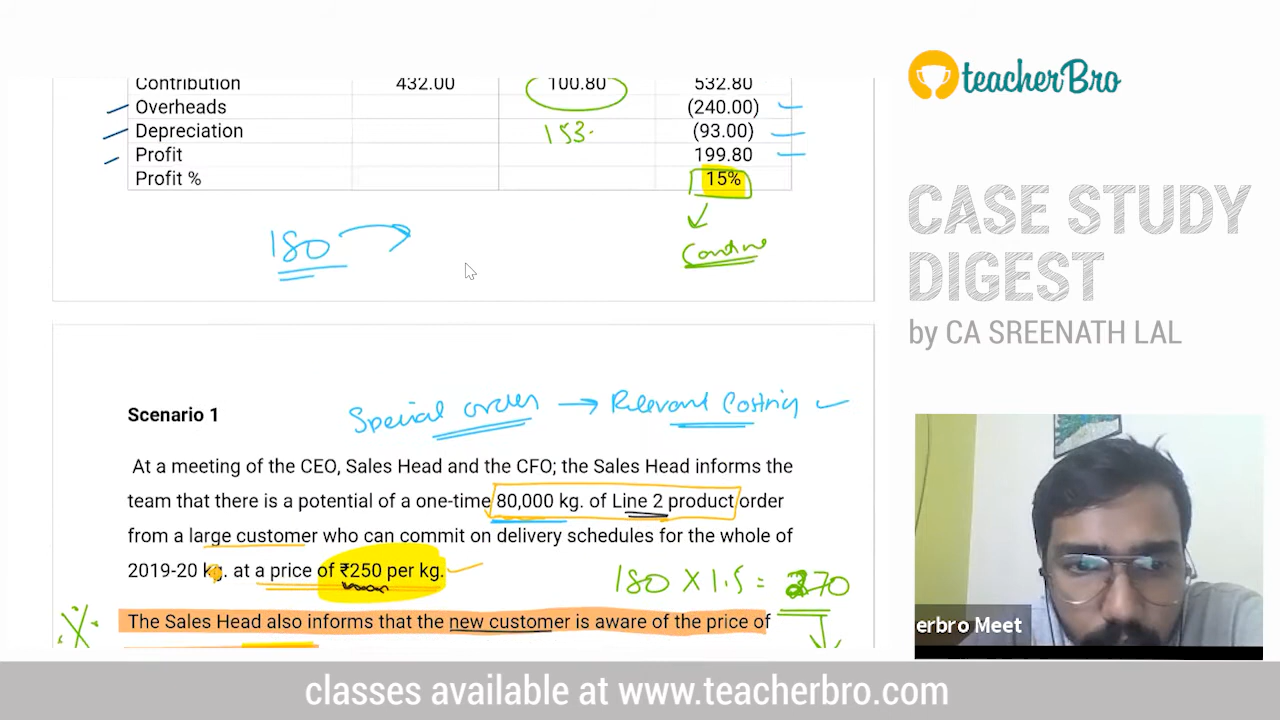 Contribution 432.00 100.80 532.80
Overheads (240.00)
Depreciation 153. (93.00)
Profit 199.80
Profit % 15%
180
teacherBro
CASE STUDY
DIGEST
by CA SREENATH LAL
Special order → Relevant Costing
Scenario 1
At a meeting of the CEO, Sales Head and the CFO; the Sales Head informs the
team that there is a potential of a one-time 80,000 kg. of Line 2 product order
from a large customer who can commit on delivery schedules for the whole of
2019-20 kg. at a price of ₹250 per kg.
180 X 1.5 = 270
The Sales Head also informs that the new customer is aware of the price of
erbro Meet
classes available at www.teacherbro.com